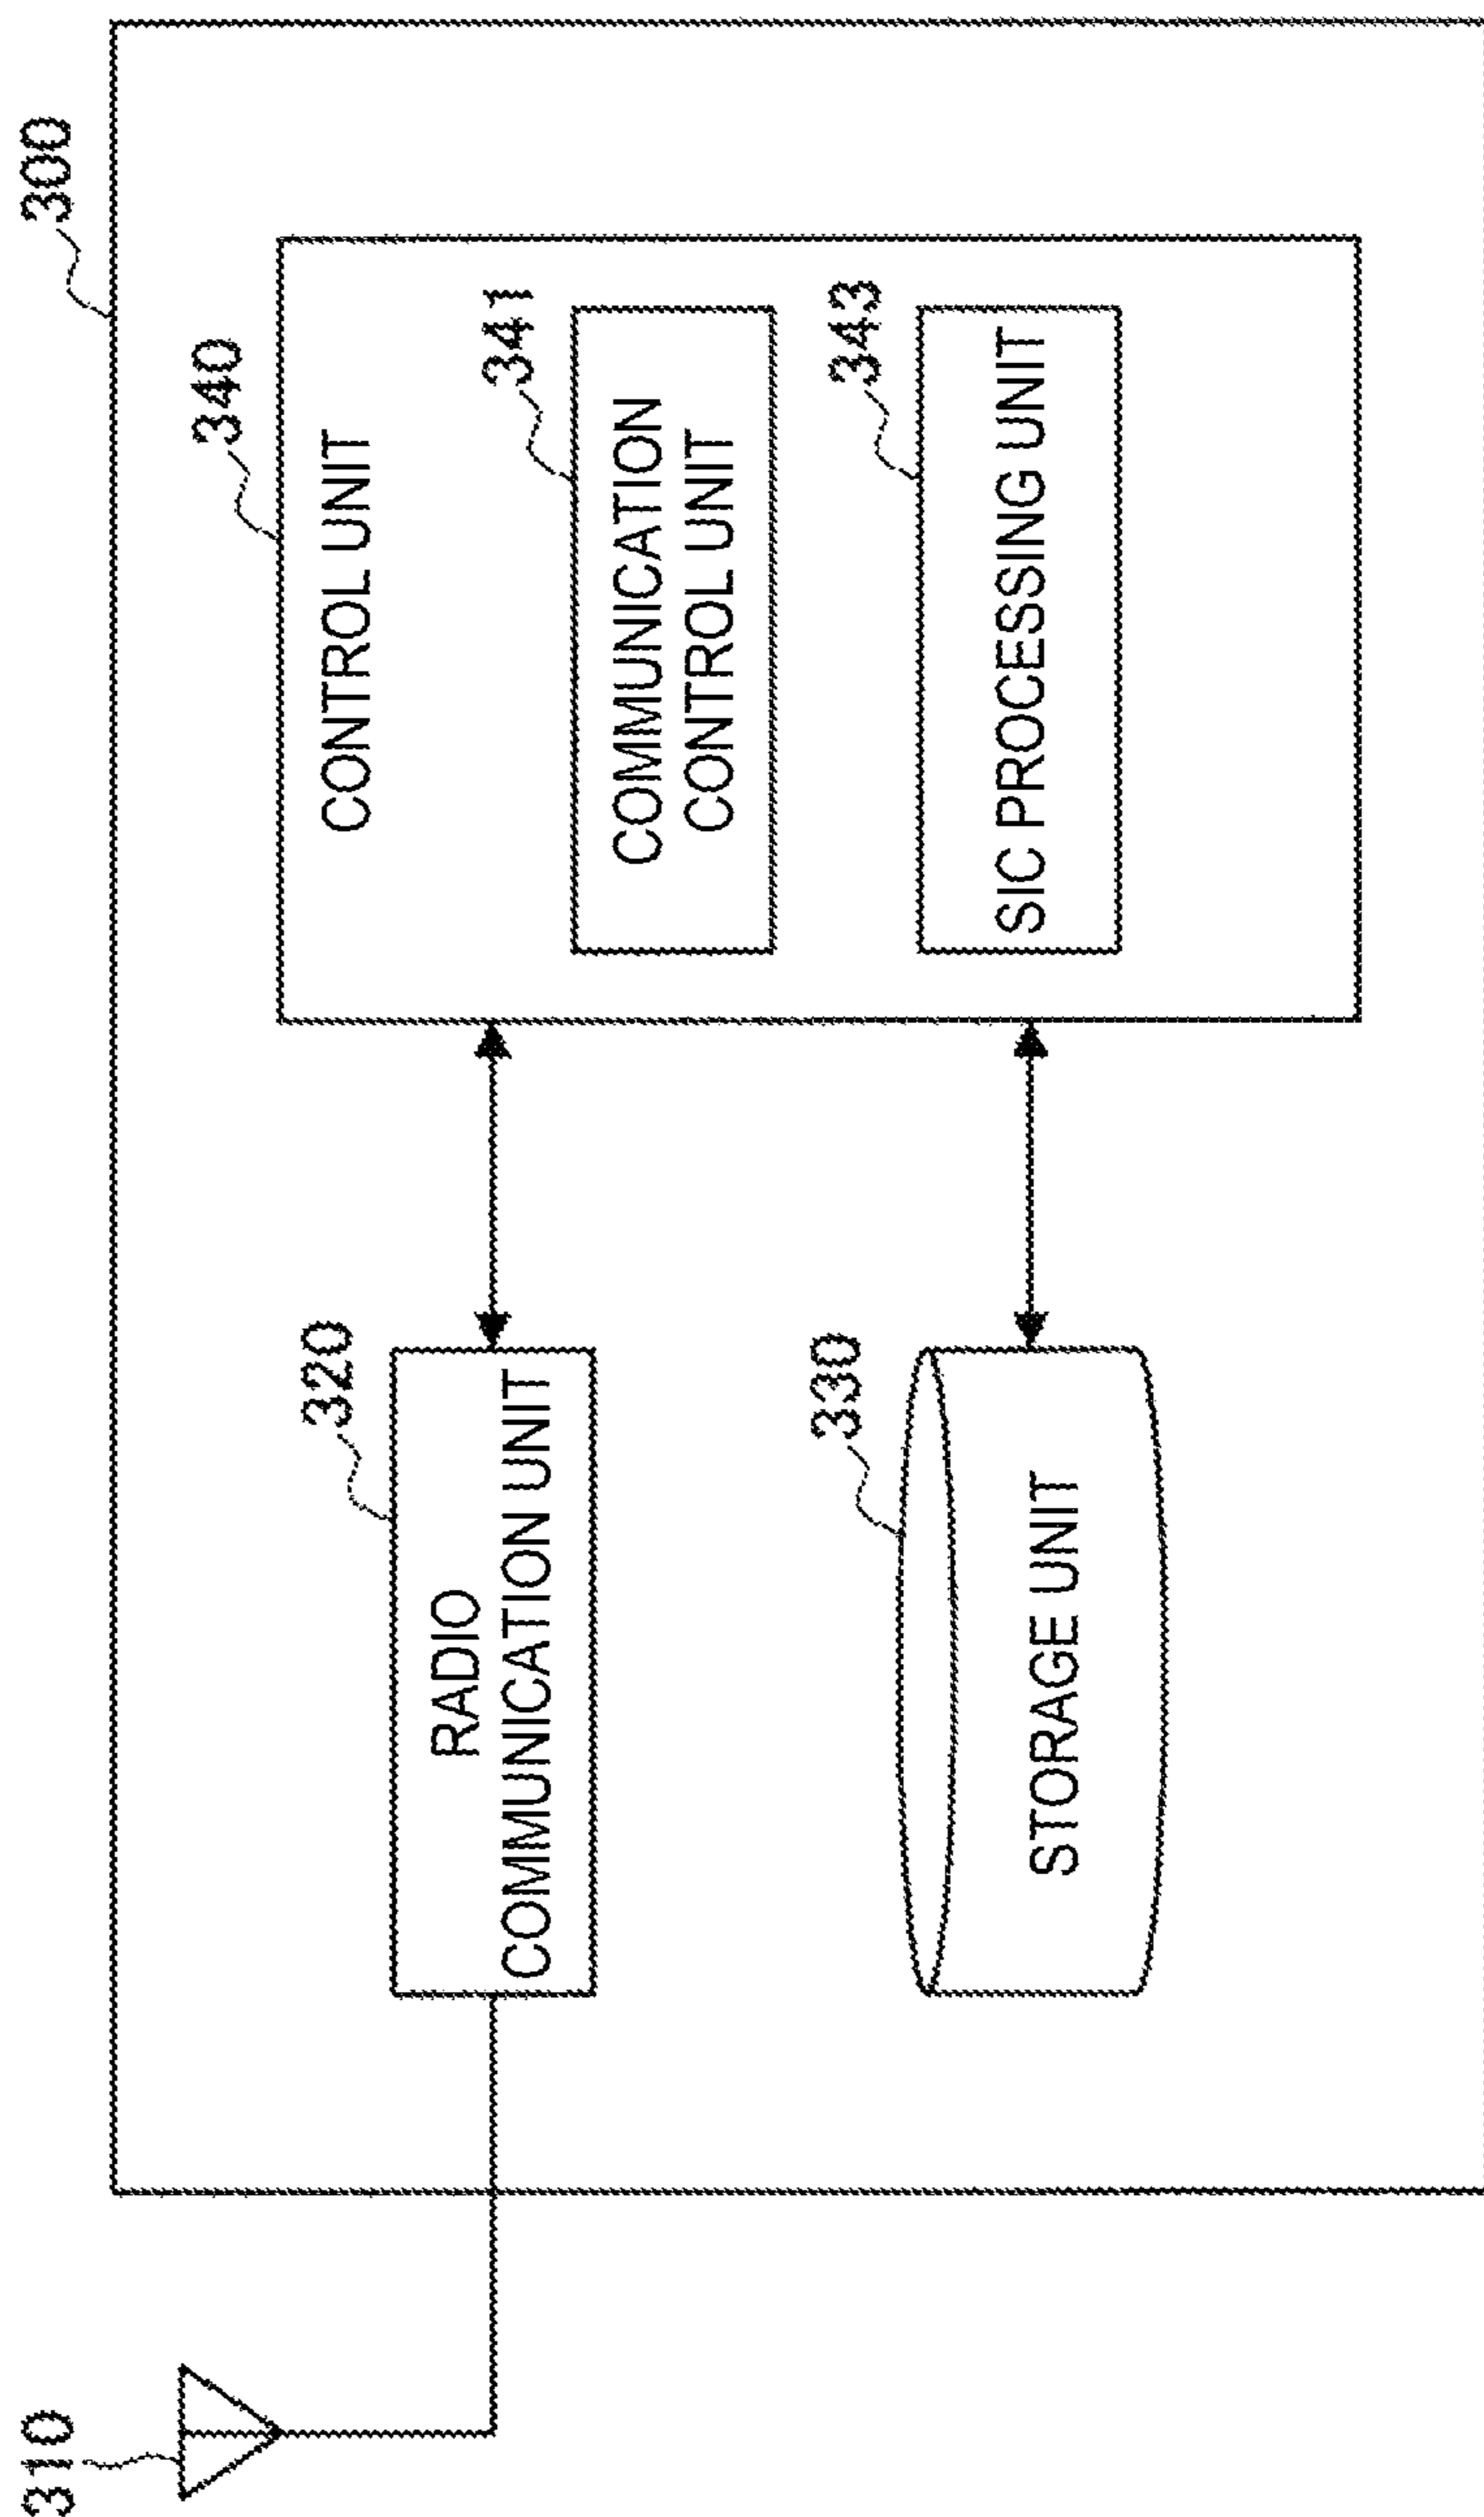 300
310
320
RADIO
COMMUNICATION UNIT
330
STORAGE UNIT
340
CONTROL UNIT
341
COMMUNICATION
CONTROL UNIT
343
SIC PROCESSING UNIT